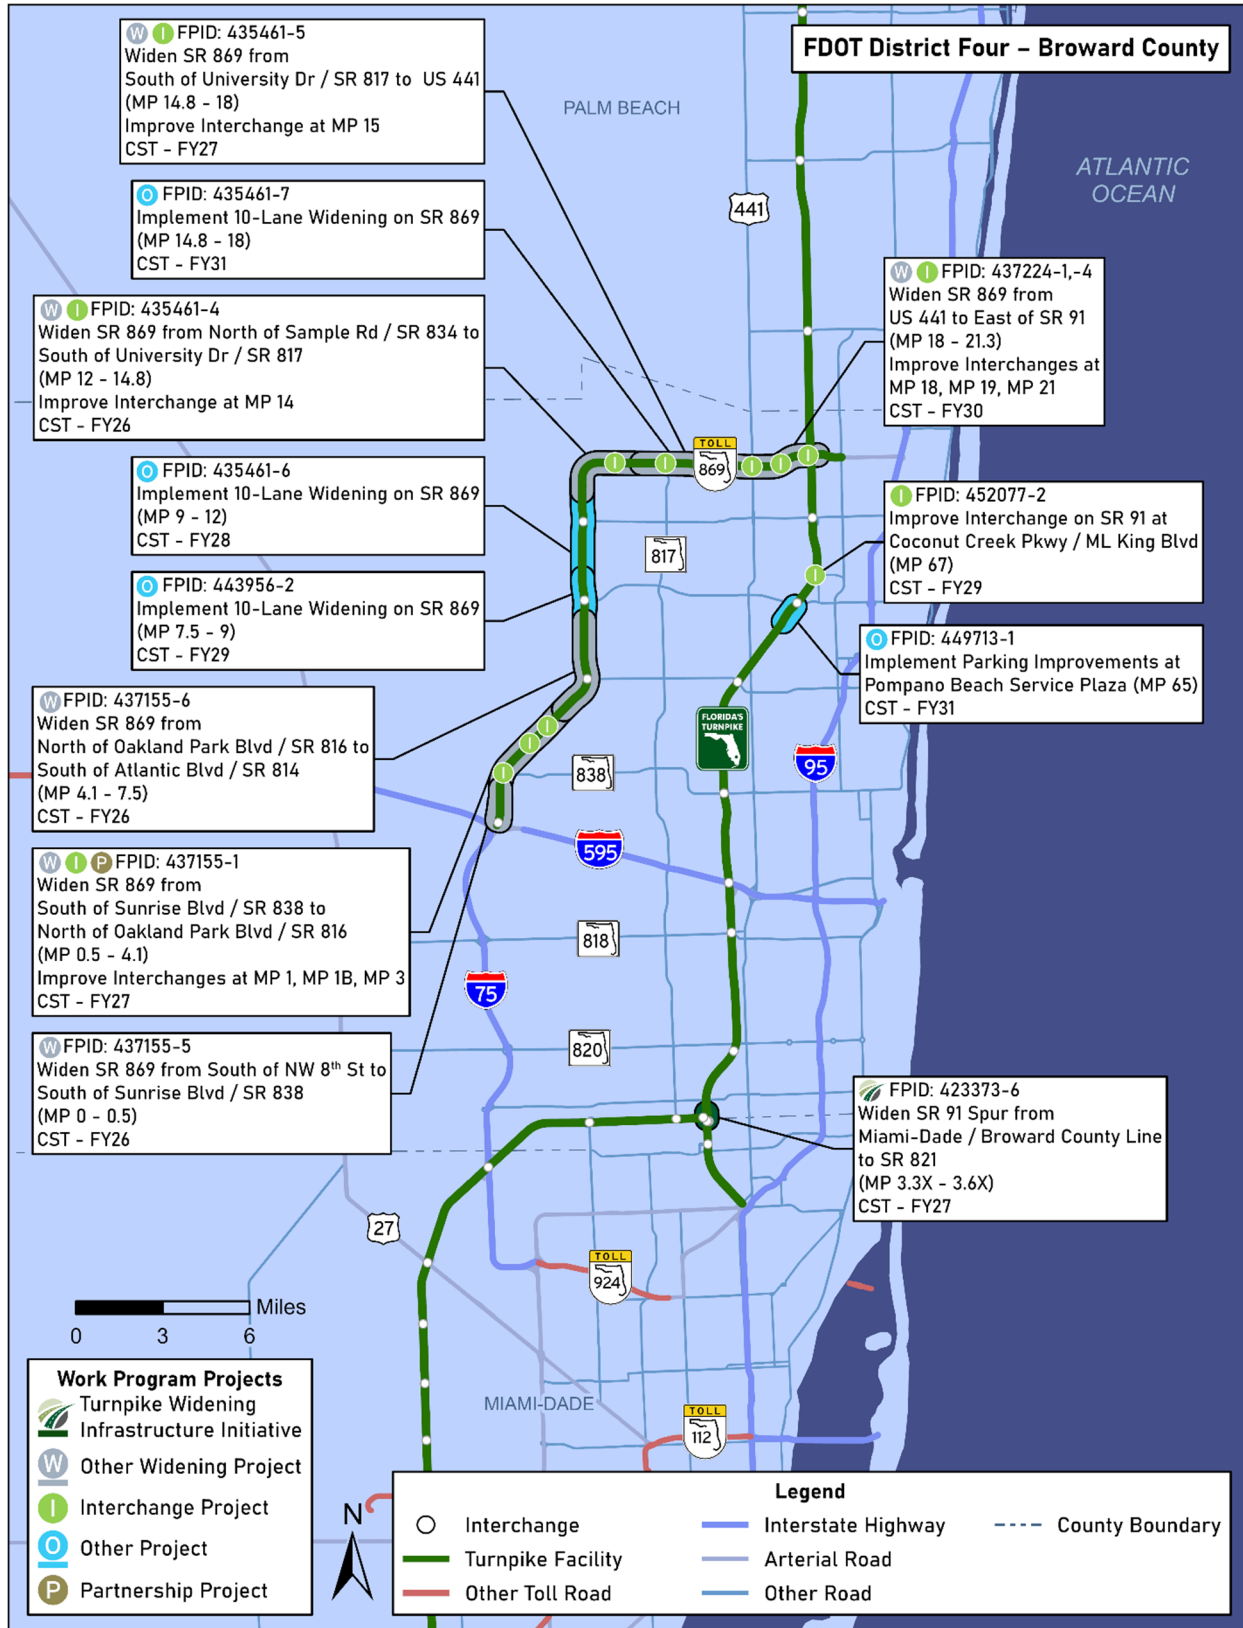 FDOT District Four – Broward County
W I FPID: 435461-5
Widen SR 869 from
South of University Dr / SR 817 to US 441
(MP 14.8 - 18)
Improve Interchange at MP 15
CST - FY27
O FPID: 435461-7
Implement 10-Lane Widening on SR 869
(MP 14.8 - 18)
CST - FY31
W I FPID: 435461-4
Widen SR 869 from North of Sample Rd / SR 834 to
South of University Dr / SR 817
(MP 12 - 14.8)
Improve Interchange at MP 14
CST - FY26
O FPID: 435461-6
Implement 10-Lane Widening on SR 869
(MP 9 - 12)
CST - FY28
O FPID: 443956-2
Implement 10-Lane Widening on SR 869
(MP 7.5 - 9)
CST - FY29
W FPID: 437155-6
Widen SR 869 from
North of Oakland Park Blvd / SR 816 to
South of Atlantic Blvd / SR 814
(MP 4.1 - 7.5)
CST - FY26
W I P FPID: 437155-1
Widen SR 869 from
South of Sunrise Blvd / SR 838 to
North of Oakland Park Blvd / SR 816
(MP 0.5 - 4.1)
Improve Interchanges at MP 1, MP 1B, MP 3
CST - FY27
W FPID: 437155-5
Widen SR 869 from South of NW 8th St to
South of Sunrise Blvd / SR 838
(MP 0 - 0.5)
CST - FY26
PALM BEACH
ATLANTIC
OCEAN
441
W I FPID: 437224-1,-4
Widen SR 869 from
US 441 to East of SR 91
(MP 18 - 21.3)
Improve Interchanges at
MP 18, MP 19, MP 21
CST - FY30
I FPID: 452077-2
Improve Interchange on SR 91 at
Coconut Creek Pkwy / ML King Blvd
(MP 67)
CST - FY29
O FPID: 449713-1
Implement Parking Improvements at
Pompano Beach Service Plaza (MP 65)
CST - FY31
FPID: 423373-6
Widen SR 91 Spur from
Miami-Dade / Broward County Line
to SR 821
(MP 3.3X - 3.6X)
CST - FY27
TOLL
869
I I I I I
817
I
FLORIDA'S
TURNPIKE
I
I
I
838
95
595
818
75
820
27
TOLL
924
MIAMI-DADE
TOLL
112
Miles
0 3 6
Work Program Projects
Turnpike Widening
Infrastructure Initiative
W Other Widening Project
I Interchange Project
O Other Project
P Partnership Project
N
Legend
Interchange
Turnpike Facility
Other Toll Road
Interstate Highway
Arterial Road
Other Road
County Boundary